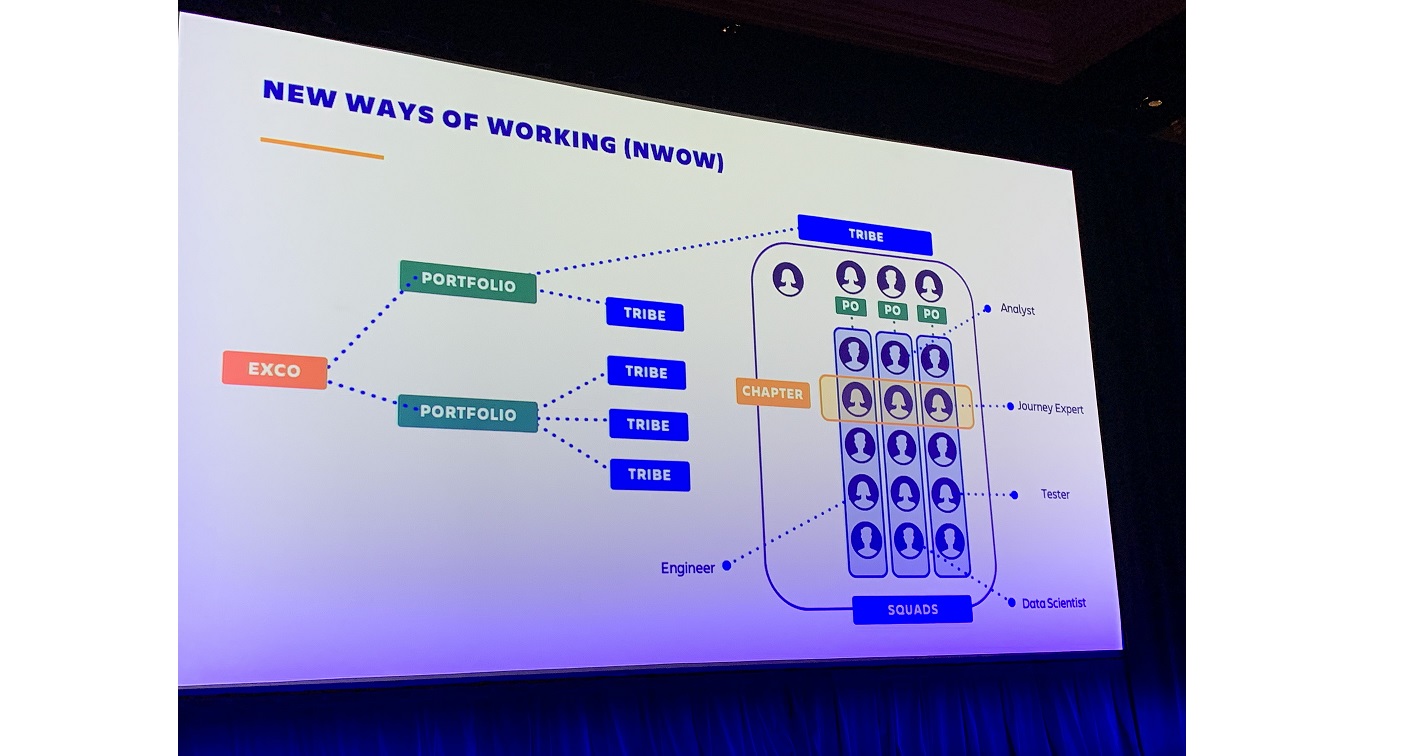 NEW WAYS OF WORKING (NWOW)
TRIBE
PORTFOLIO
TRIBE
PO PO PO
Analyst
EXCO
TRIBE
CHAPTER
Journey Expert
PORTFOLIO
TRIBE
TRIBE
Tester
Engineer
Data Scientist
SQUADS